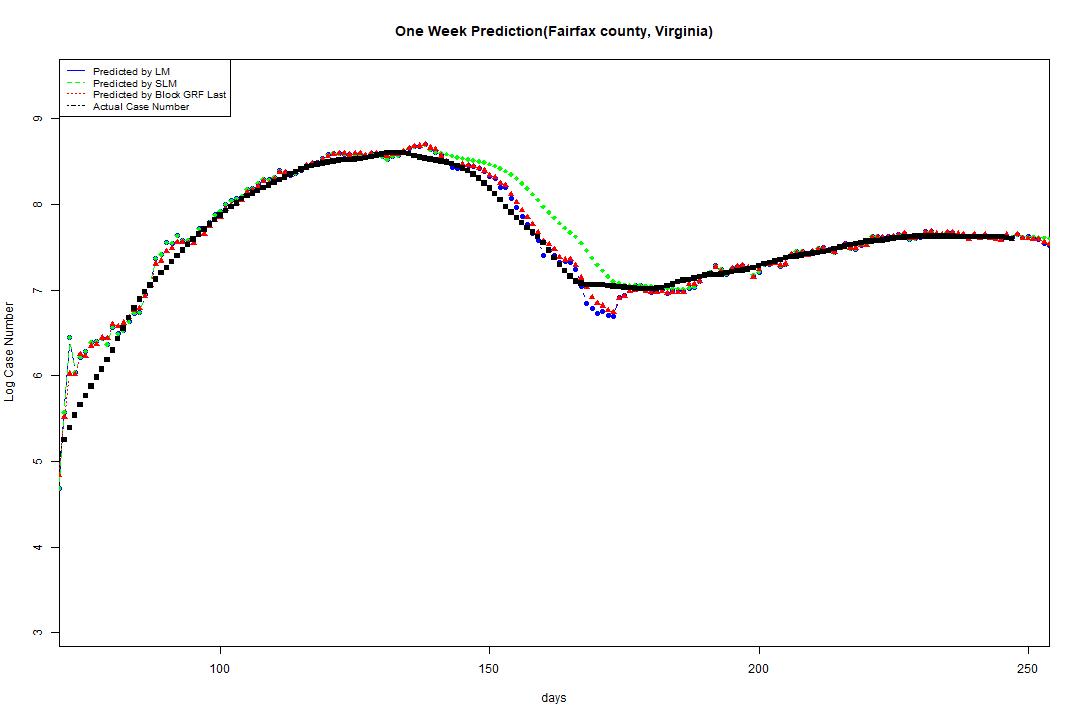 One Week Prediction(Fairfax county, Virginia)
Predicted by LM
Predicted by SLM
Predicted by Block GRF Last
Actual Case Number
9
8
7
6
5
4
3
Log Case Number
100
150
200
250
days